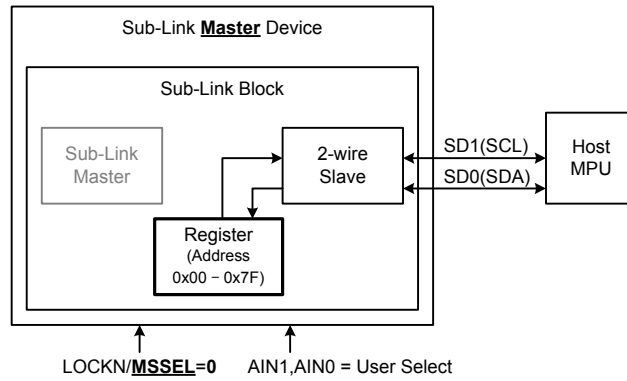 Sub-Link Master Device
Sub-Link Block
Sub-Link
Master
2-wire
Slave
SD1(SCL)
SD0(SDA)
Host
MPU
Register
(Address
0x00 – 0x7F)
LOCKN/MSSEL=0
AIN1,AIN0 = User Select